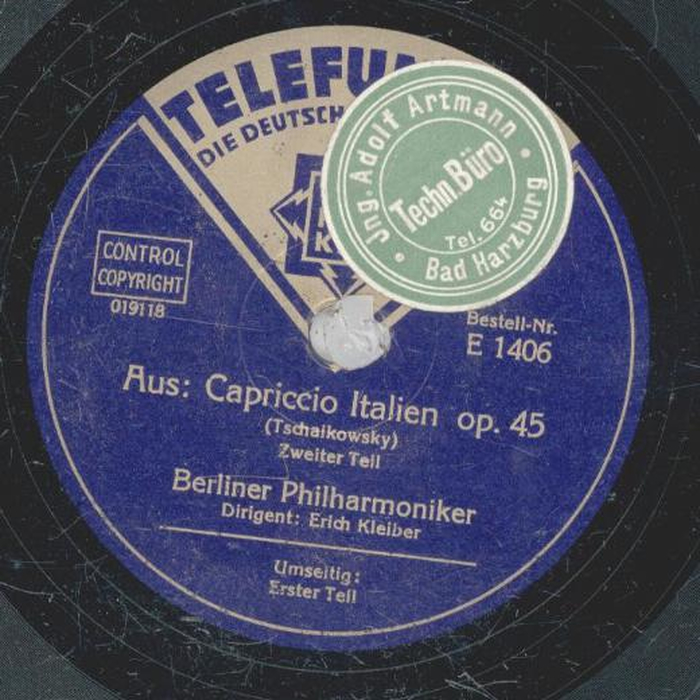 TELEFU
DIE DEUTSCH
Jng. Adolf Artmann
Techn. Büro
Tel. 664
Bad Harzburg
CONTROL
COPYRIGHT
019118
Bestell-Nr.
E 1406
Aus: Capriccio Italien op. 45
(Tschaikowsky)
Zweiter Teil
Berliner Philharmoniker
Dirigent: Erich Kleiber
Umseitig:
Erster Teil